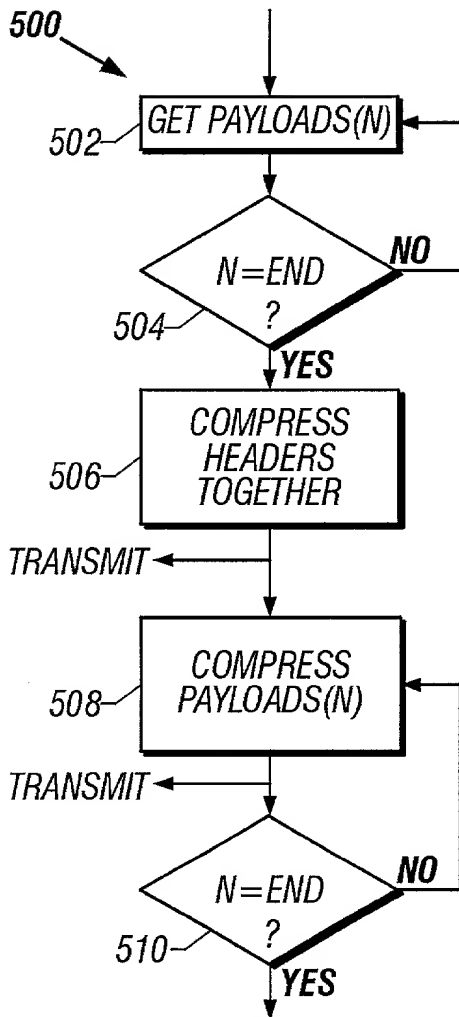 500
GET PAYLOADS(N)
502
N=END
?
NO
504
YES
COMPRESS
HEADERS
TOGETHER
506
TRANSMIT
COMPRESS
PAYLOADS(N)
508
TRANSMIT
N=END
?
NO
510
YES